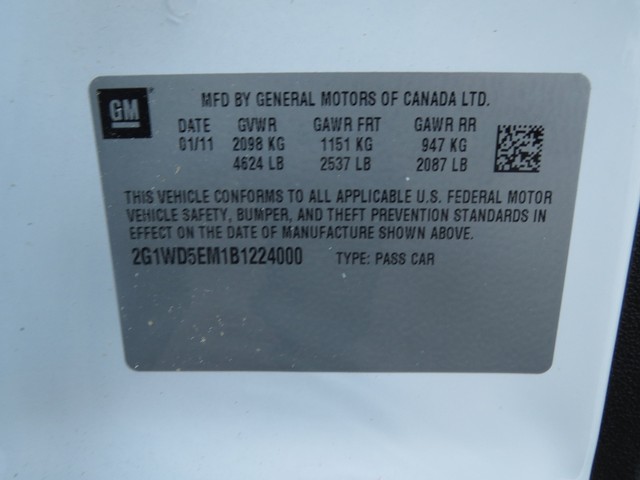 GM
MFD BY GENERAL MOTORS OF CANADA LTD.
DATE GVWR GAWR FRT GAWR RR
01/11 2098 KG 1151 KG 947 KG
4624 LB 2537 LB 2087 LB
THIS VEHICLE CONFORMS TO ALL APPLICABLE U.S. FEDERAL MOTOR
VEHICLE SAFETY, BUMPER, AND THEFT PREVENTION STANDARDS IN
EFFECT ON THE DATE OF MANUFACTURE SHOWN ABOVE.
2G1WD5EM1B1224000 TYPE: PASS CAR